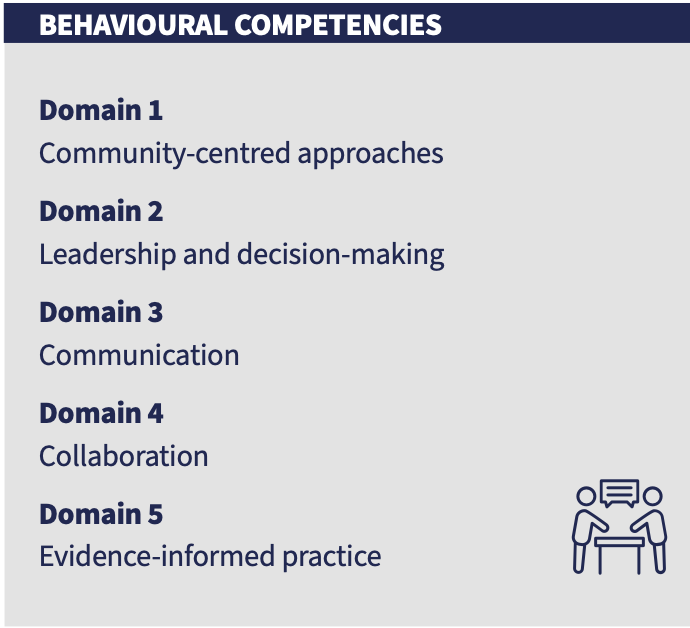 BEHAVIOURAL COMPETENCIES
Domain 1
Community-centred approaches
Domain 2
Leadership and decision-making
Domain 3
Communication
Domain 4
Collaboration
Domain 5
Evidence-informed practice